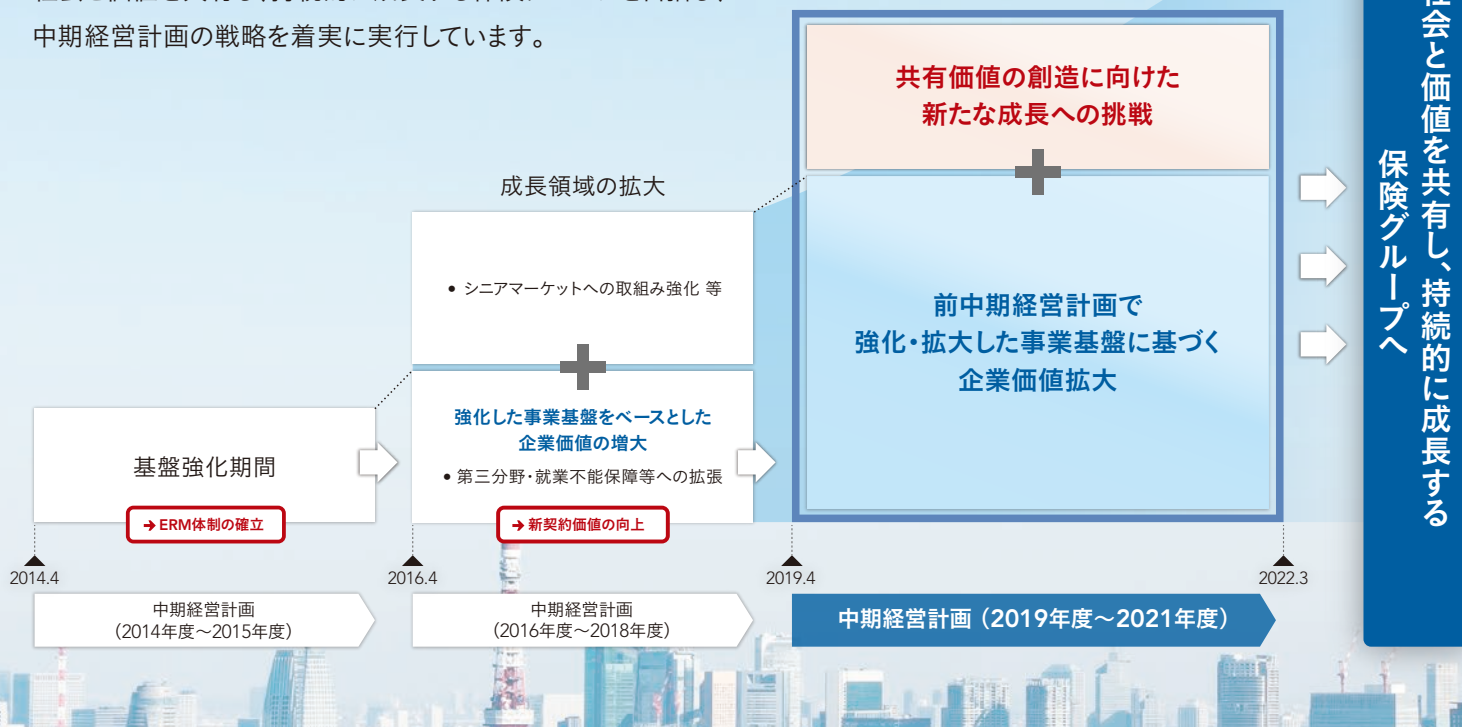 中期経営計画の戦略を着実に実行しています。
共有価値の創造に向けた
新たな成長への挑戦
成長領域の拡大
• シニアマーケットへの取組み強化 等
前中期経営計画で
強化・拡大した事業基盤に基づく
企業価値拡大
強化した事業基盤をベースとした
企業価値の増大
• 第三分野・就業不能保障等への拡張
基盤強化期間
→ ERM体制の確立
→ 新契約価値の向上
2014.4
2016.4
2019.4
2022.3
中期経営計画
(2014年度〜2015年度)
中期経営計画
(2016年度〜2018年度)
中期経営計画(2019年度〜2021年度)
会と価値を共有し、持続的に成長する
保険グループへ